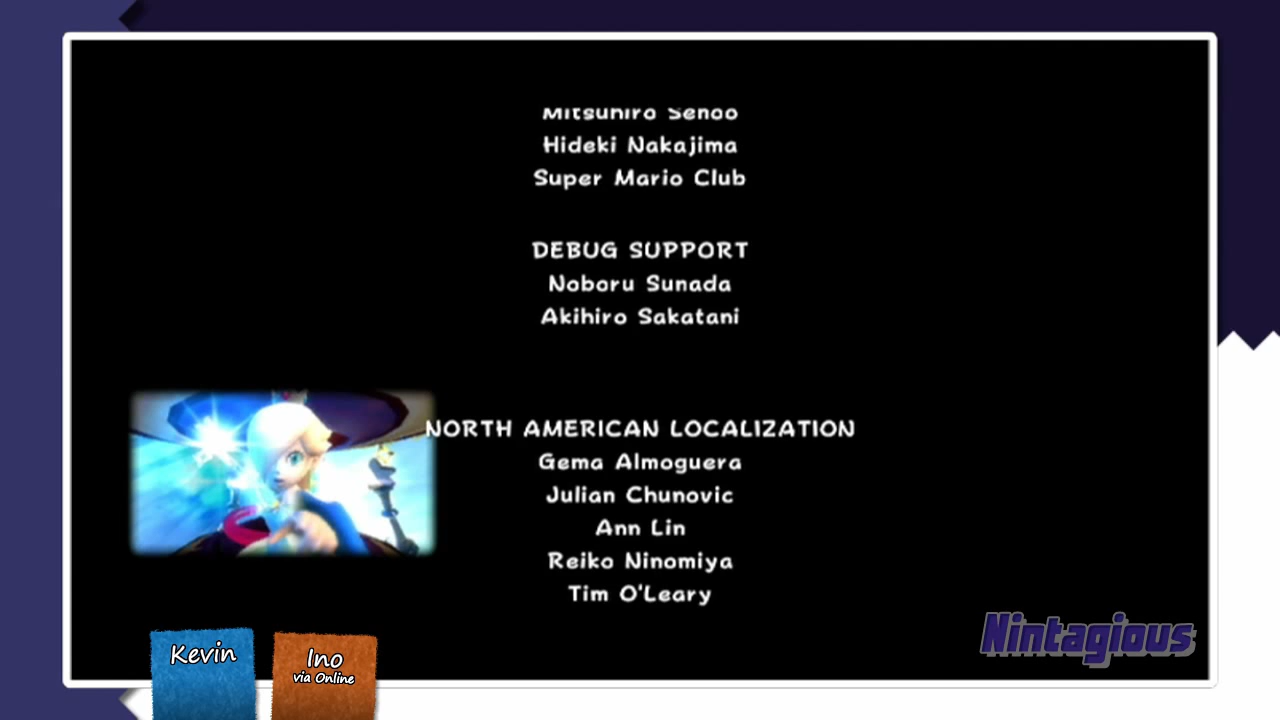 Mitsuhiro Senoo
Hideki Nakajima
Super Mario Club
DEBUG SUPPORT
Noboru Sunada
Akihiro Sakatani
NORTH AMERICAN LOCALIZATION
Gema Almoguera
Julian Chunovic
Ann Lin
Reiko Ninomiya
Tim O'Leary
Kevin
Ino
via Online
Nintagious